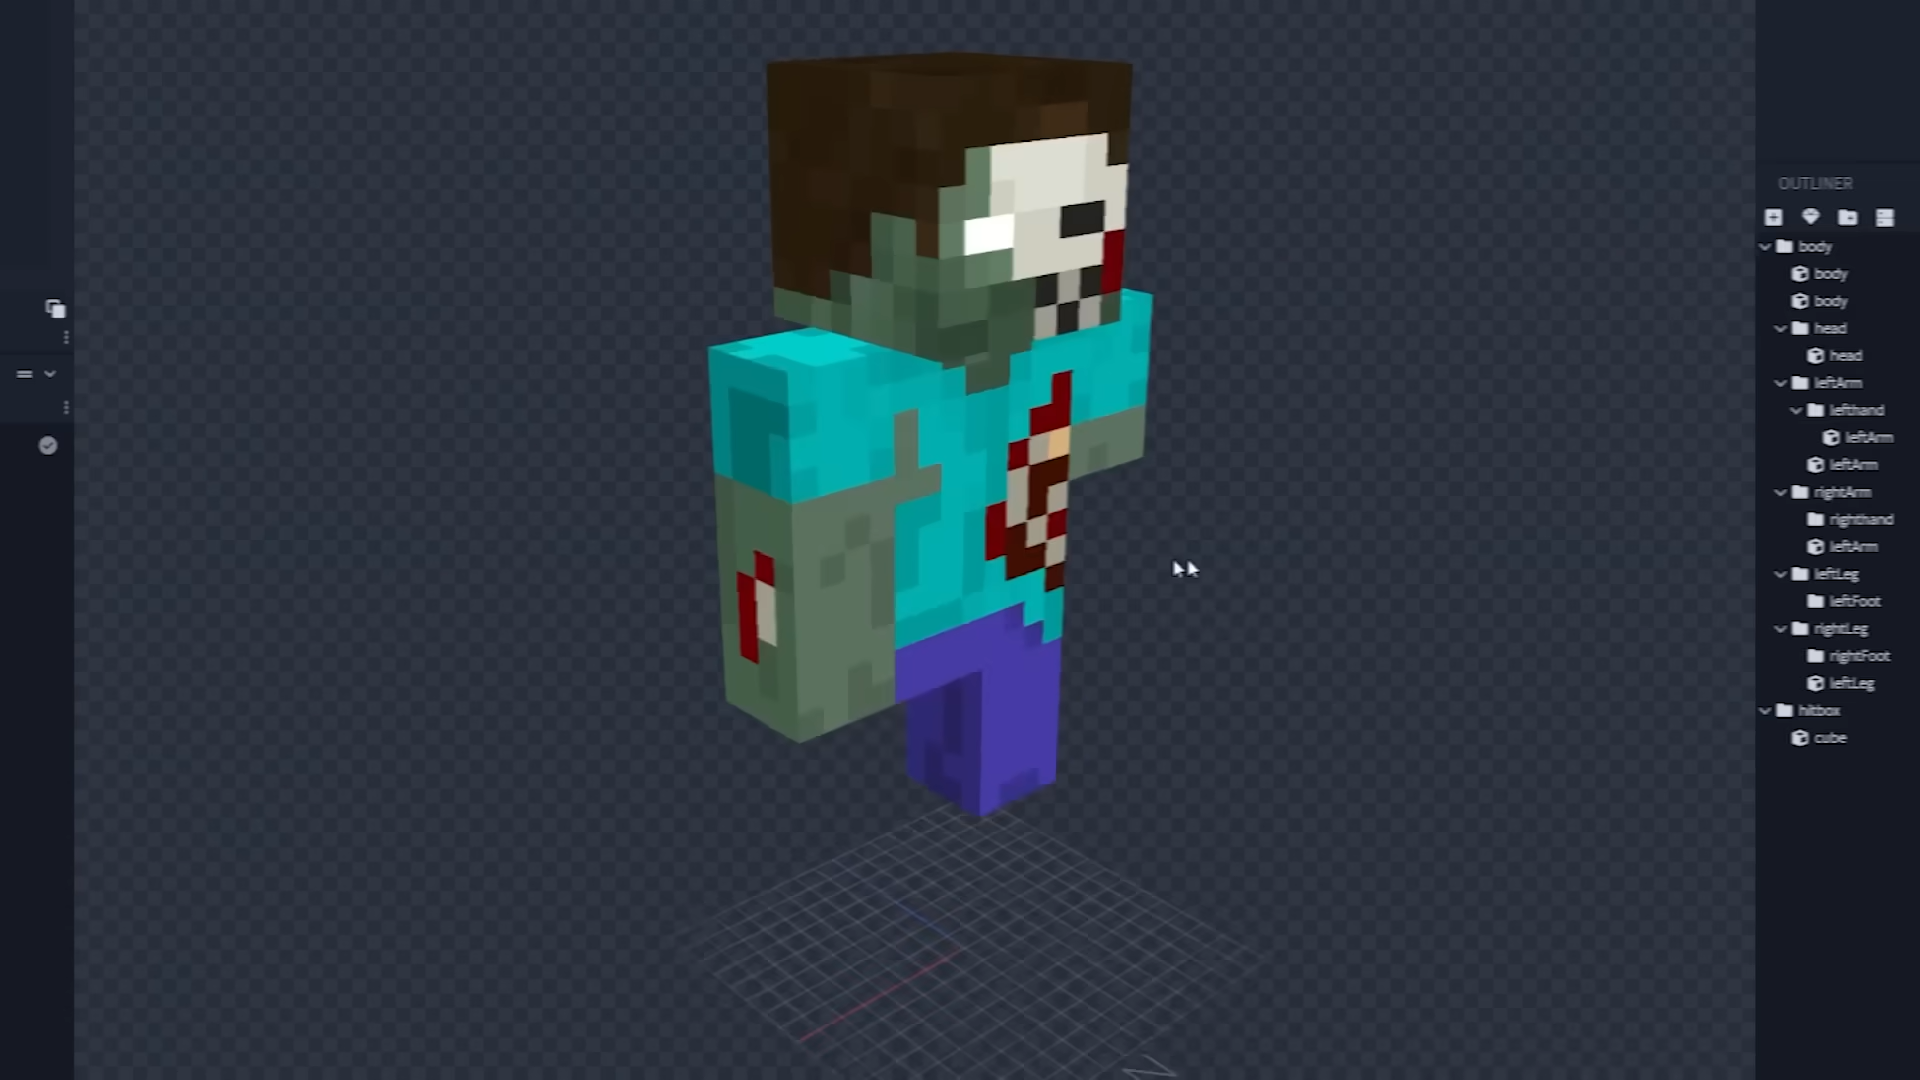 OUTLINER
body
body
body
head
head
leftArm
lefthand
leftArm
leftArm
rightArm
righthand
leftArm
leftLeg
leftFoot
rightLeg
rightFoot
leftLeg
hitbox
cube
N